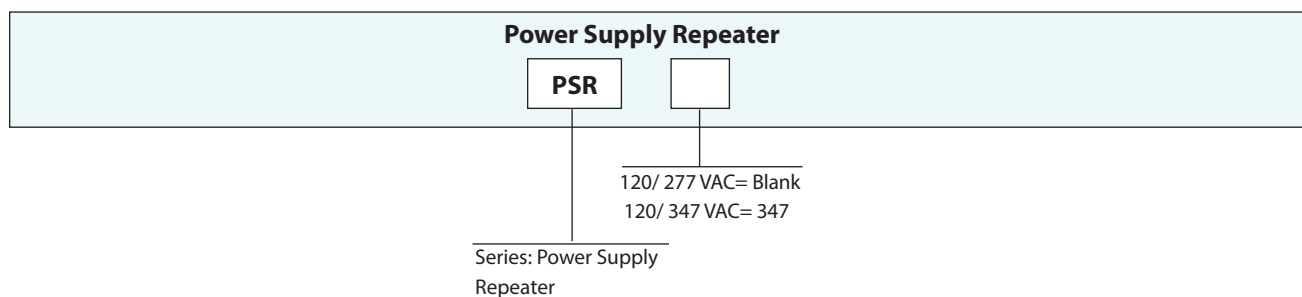 Power Supply Repeater
PSR
120/ 277 VAC= Blank
120/ 347 VAC= 347
Series: Power Supply
Repeater